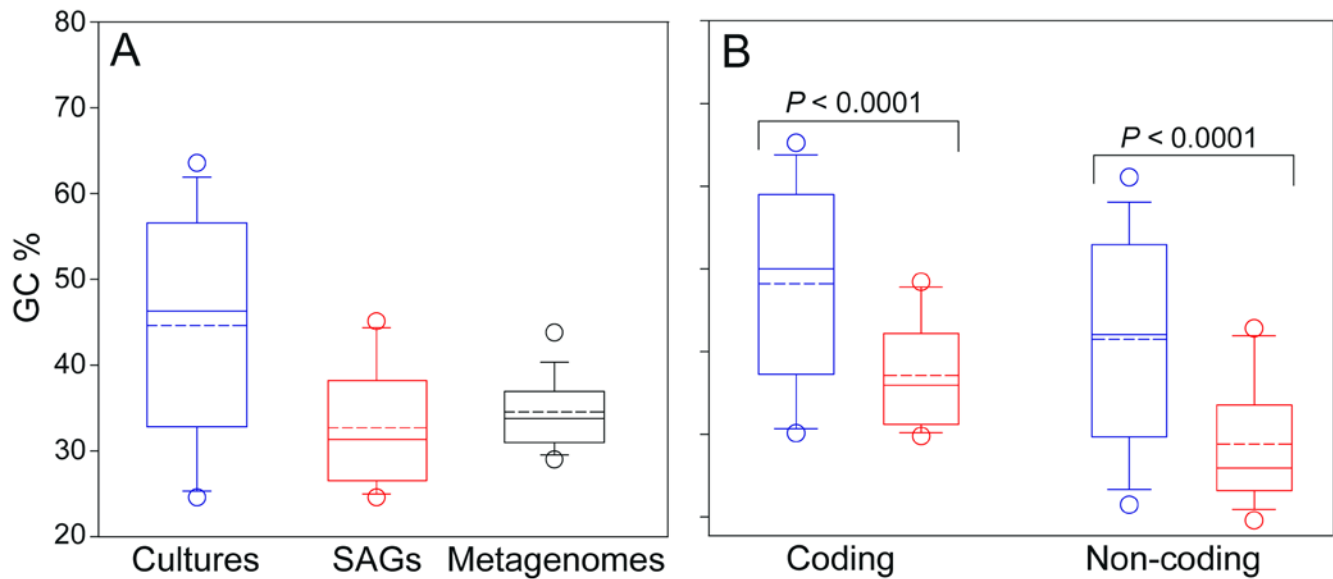 A
B
80
70
60
50
40
30
20
GC %
P < 0.0001
P < 0.0001
Cultures
SAGs
Metagenomes
Coding
Non-coding